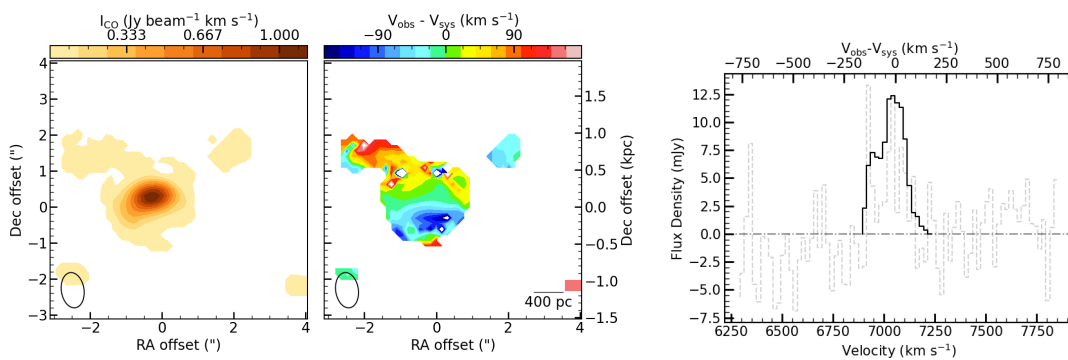 I_CO (Jy beam⁻¹ km s⁻¹)
0.333 0.667 1.000
4
3
2
1
0
−1
−2
−3
Dec offset (")
−2 0 2 4
RA offset (")
V_obs - V_sys (km s⁻¹)
−90 0 90
1.5
1.0
0.5
0.0
−0.5
−1.0
−1.5
Dec offset (kpc)
400 pc
−2 0 2 4
RA offset (")
V_obs-V_sys (km s⁻¹)
−750 −500 −250 0 250 500 750
12.5
10.0
7.5
5.0
2.5
0.0
−2.5
−5.0
−7.5
Flux Density (mJy)
6250 6500 6750 7000 7250 7500 7750
Velocity (km s⁻¹)